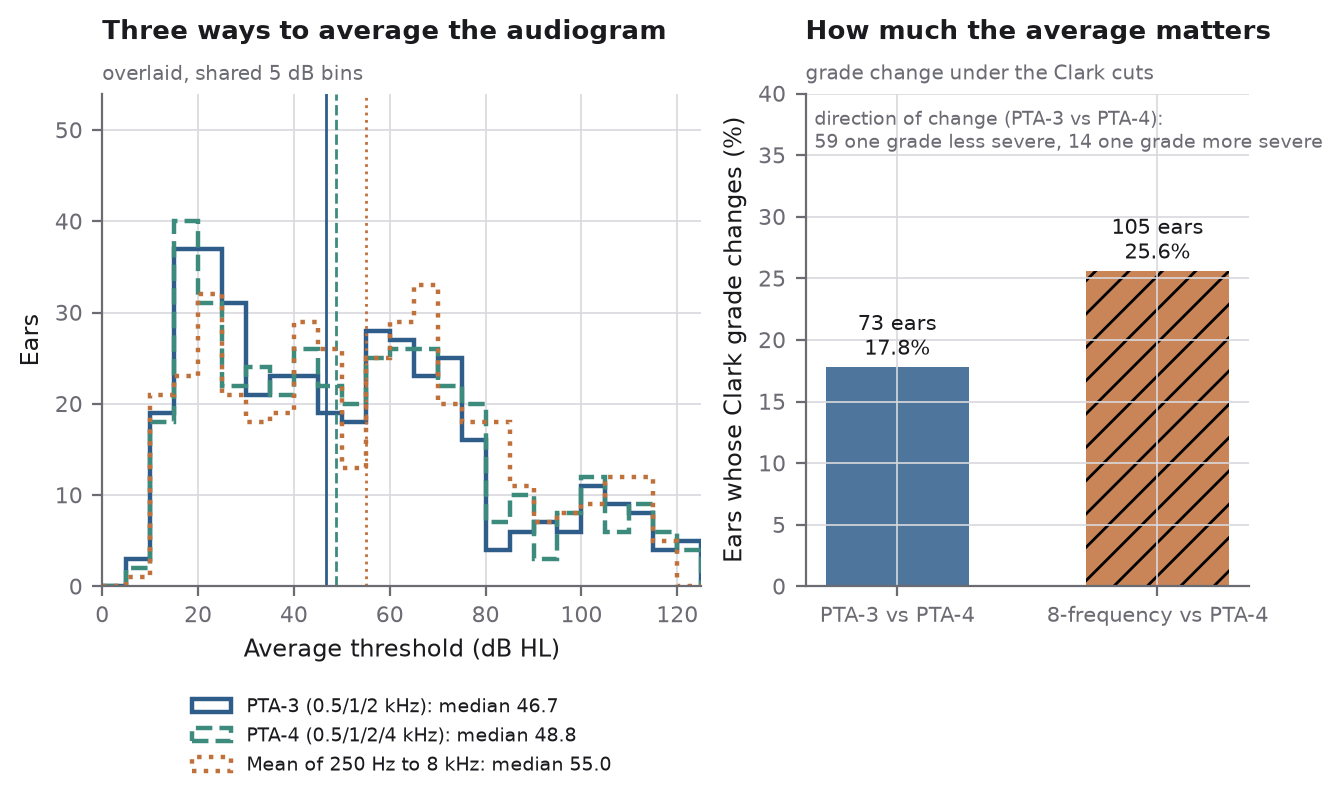 Three ways to average the audiogram
overlaid, shared 5 dB bins
Ears
50
40
30
20
10
0
0 20 40 60 80 100 120
Average threshold (dB HL)
PTA-3 (0.5/1/2 kHz): median 46.7
PTA-4 (0.5/1/2/4 kHz): median 48.8
Mean of 250 Hz to 8 kHz: median 55.0
How much the average matters
grade change under the Clark cuts
Ears whose Clark grade changes (%)
40
35
30
25
20
15
10
5
0
direction of change (PTA-3 vs PTA-4):
59 one grade less severe, 14 one grade more severe
73 ears
17.8%
105 ears
25.6%
PTA-3 vs PTA-4 8-frequency vs PTA-4